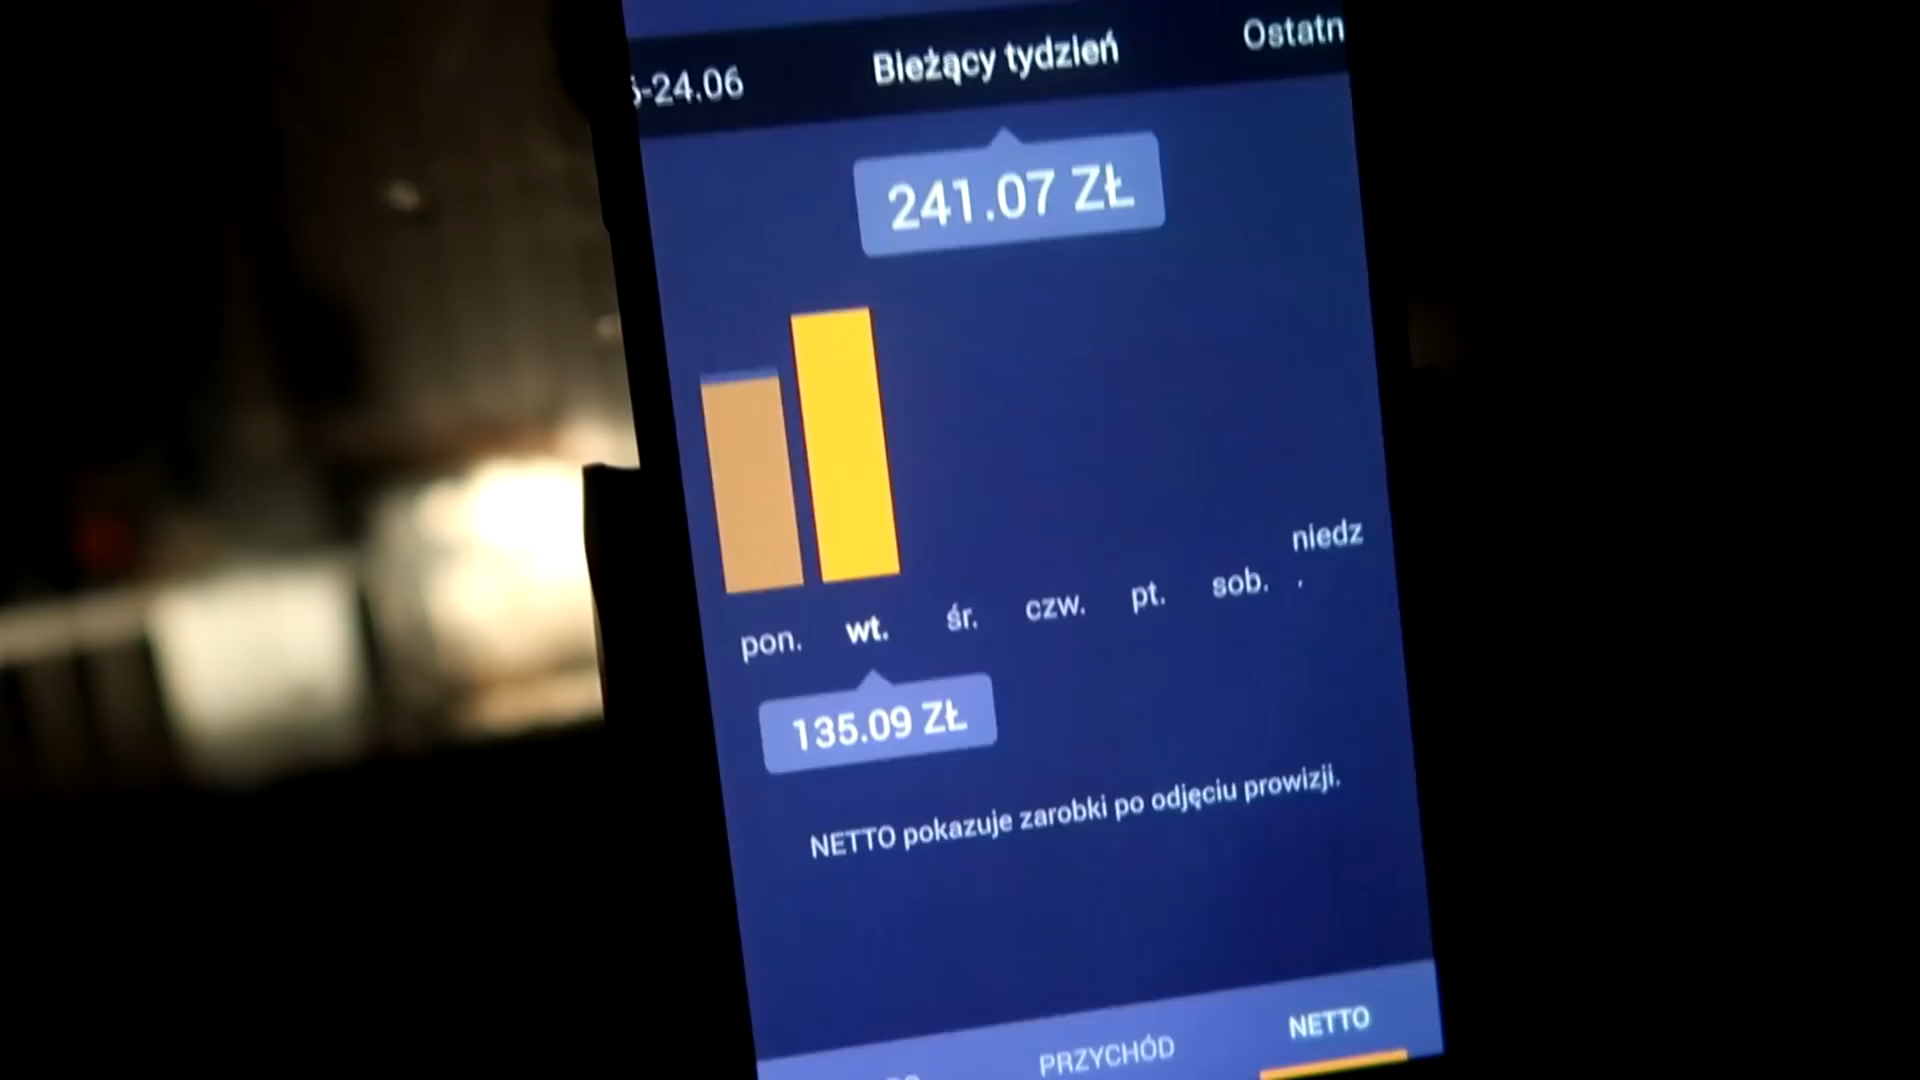 -24.06 Bieżący tydzień Ostatn
241.07 ZŁ
pon. wt. śr. czw. pt. sob. niedz.
135.09 ZŁ
NETTO pokazuje zarobki po odjęciu prowizji.
PRZYCHÓD NETTO